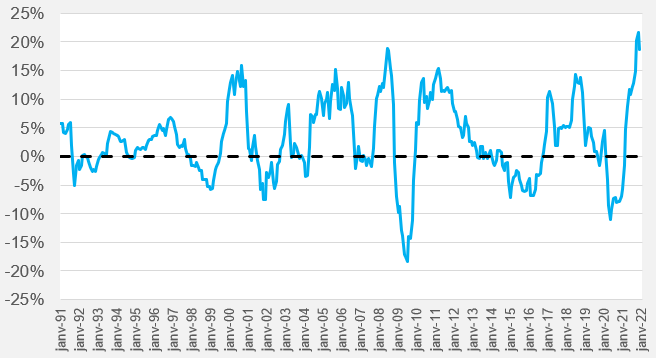 25%
20%
15%
10%
5%
0%
-5%
-10%
-15%
-20%
-25%
janv-91
janv-92
janv-93
janv-94
janv-95
janv-96
janv-97
janv-98
janv-99
janv-00
janv-01
janv-02
janv-03
janv-04
janv-05
janv-06
janv-07
janv-08
janv-09
janv-10
janv-11
janv-12
janv-13
janv-14
janv-15
janv-16
janv-17
janv-18
janv-19
janv-20
janv-21
janv-22